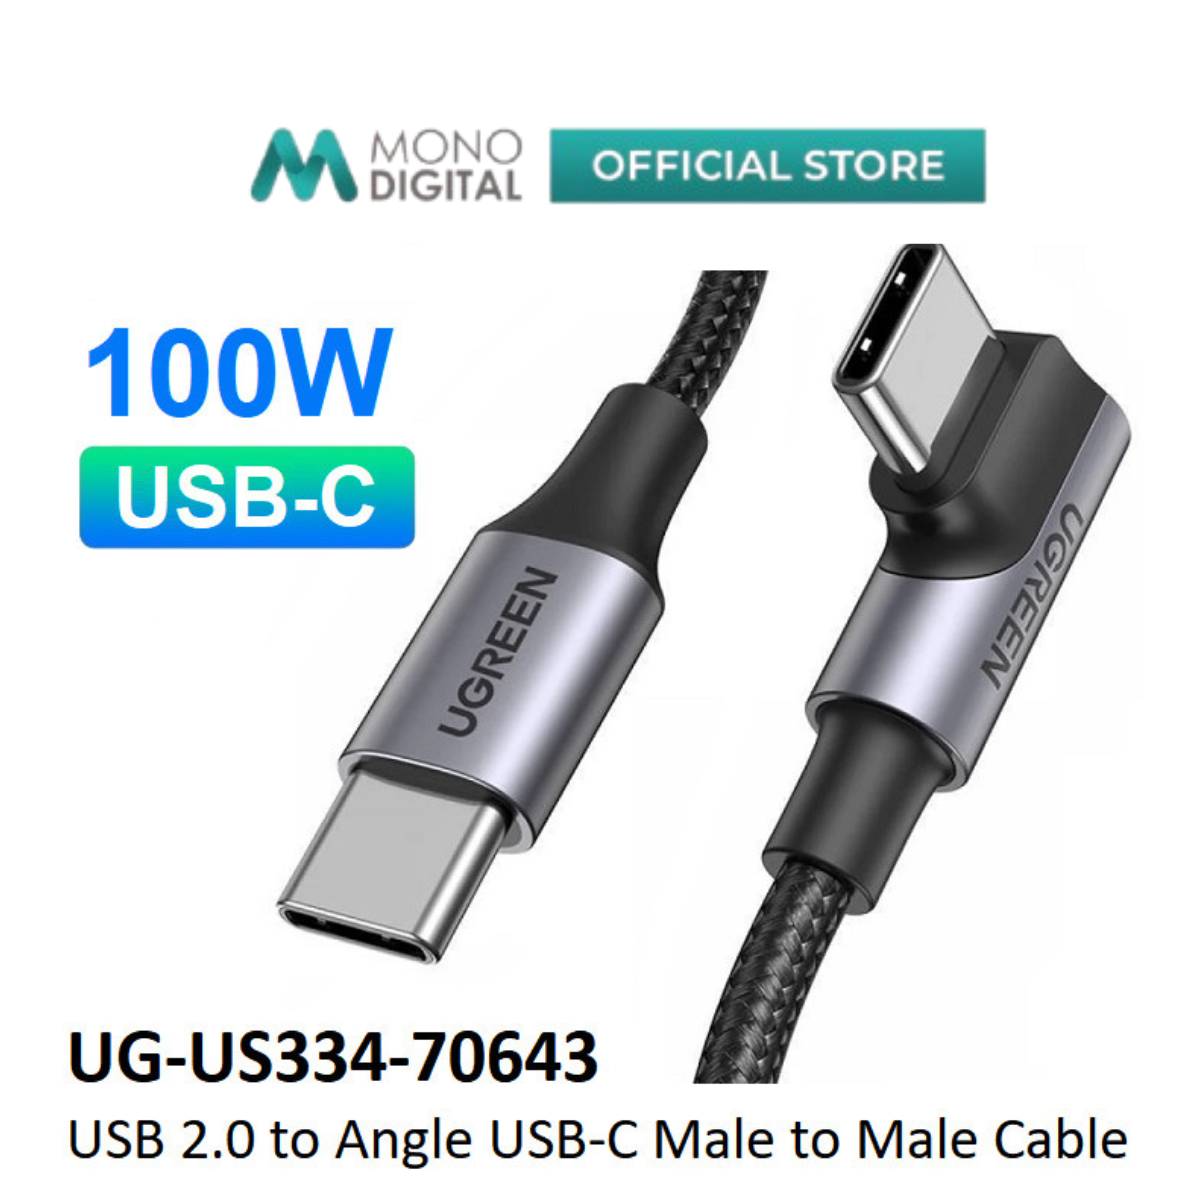 MONO
DIGITAL
OFFICIAL STORE
100W
USB-C
UGREEN
UGREEN
UG-US334-70643
USB 2.0 to Angle USB-C Male to Male Cable